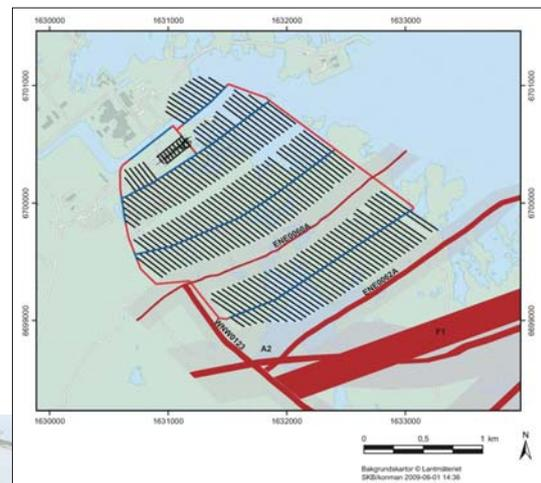 1630000 1631000 1632000 1633000
6701000 6701000
6700000 6700000
6699000 6699000
ENE0060A
ENE0062A
WNW0123
A2
F1
1630000 1631000 1632000 1633000
0 0,5 1 km
N
Bakgrundskartor © Lantmäteriet
SKB/konman 2009-06-01 14:36